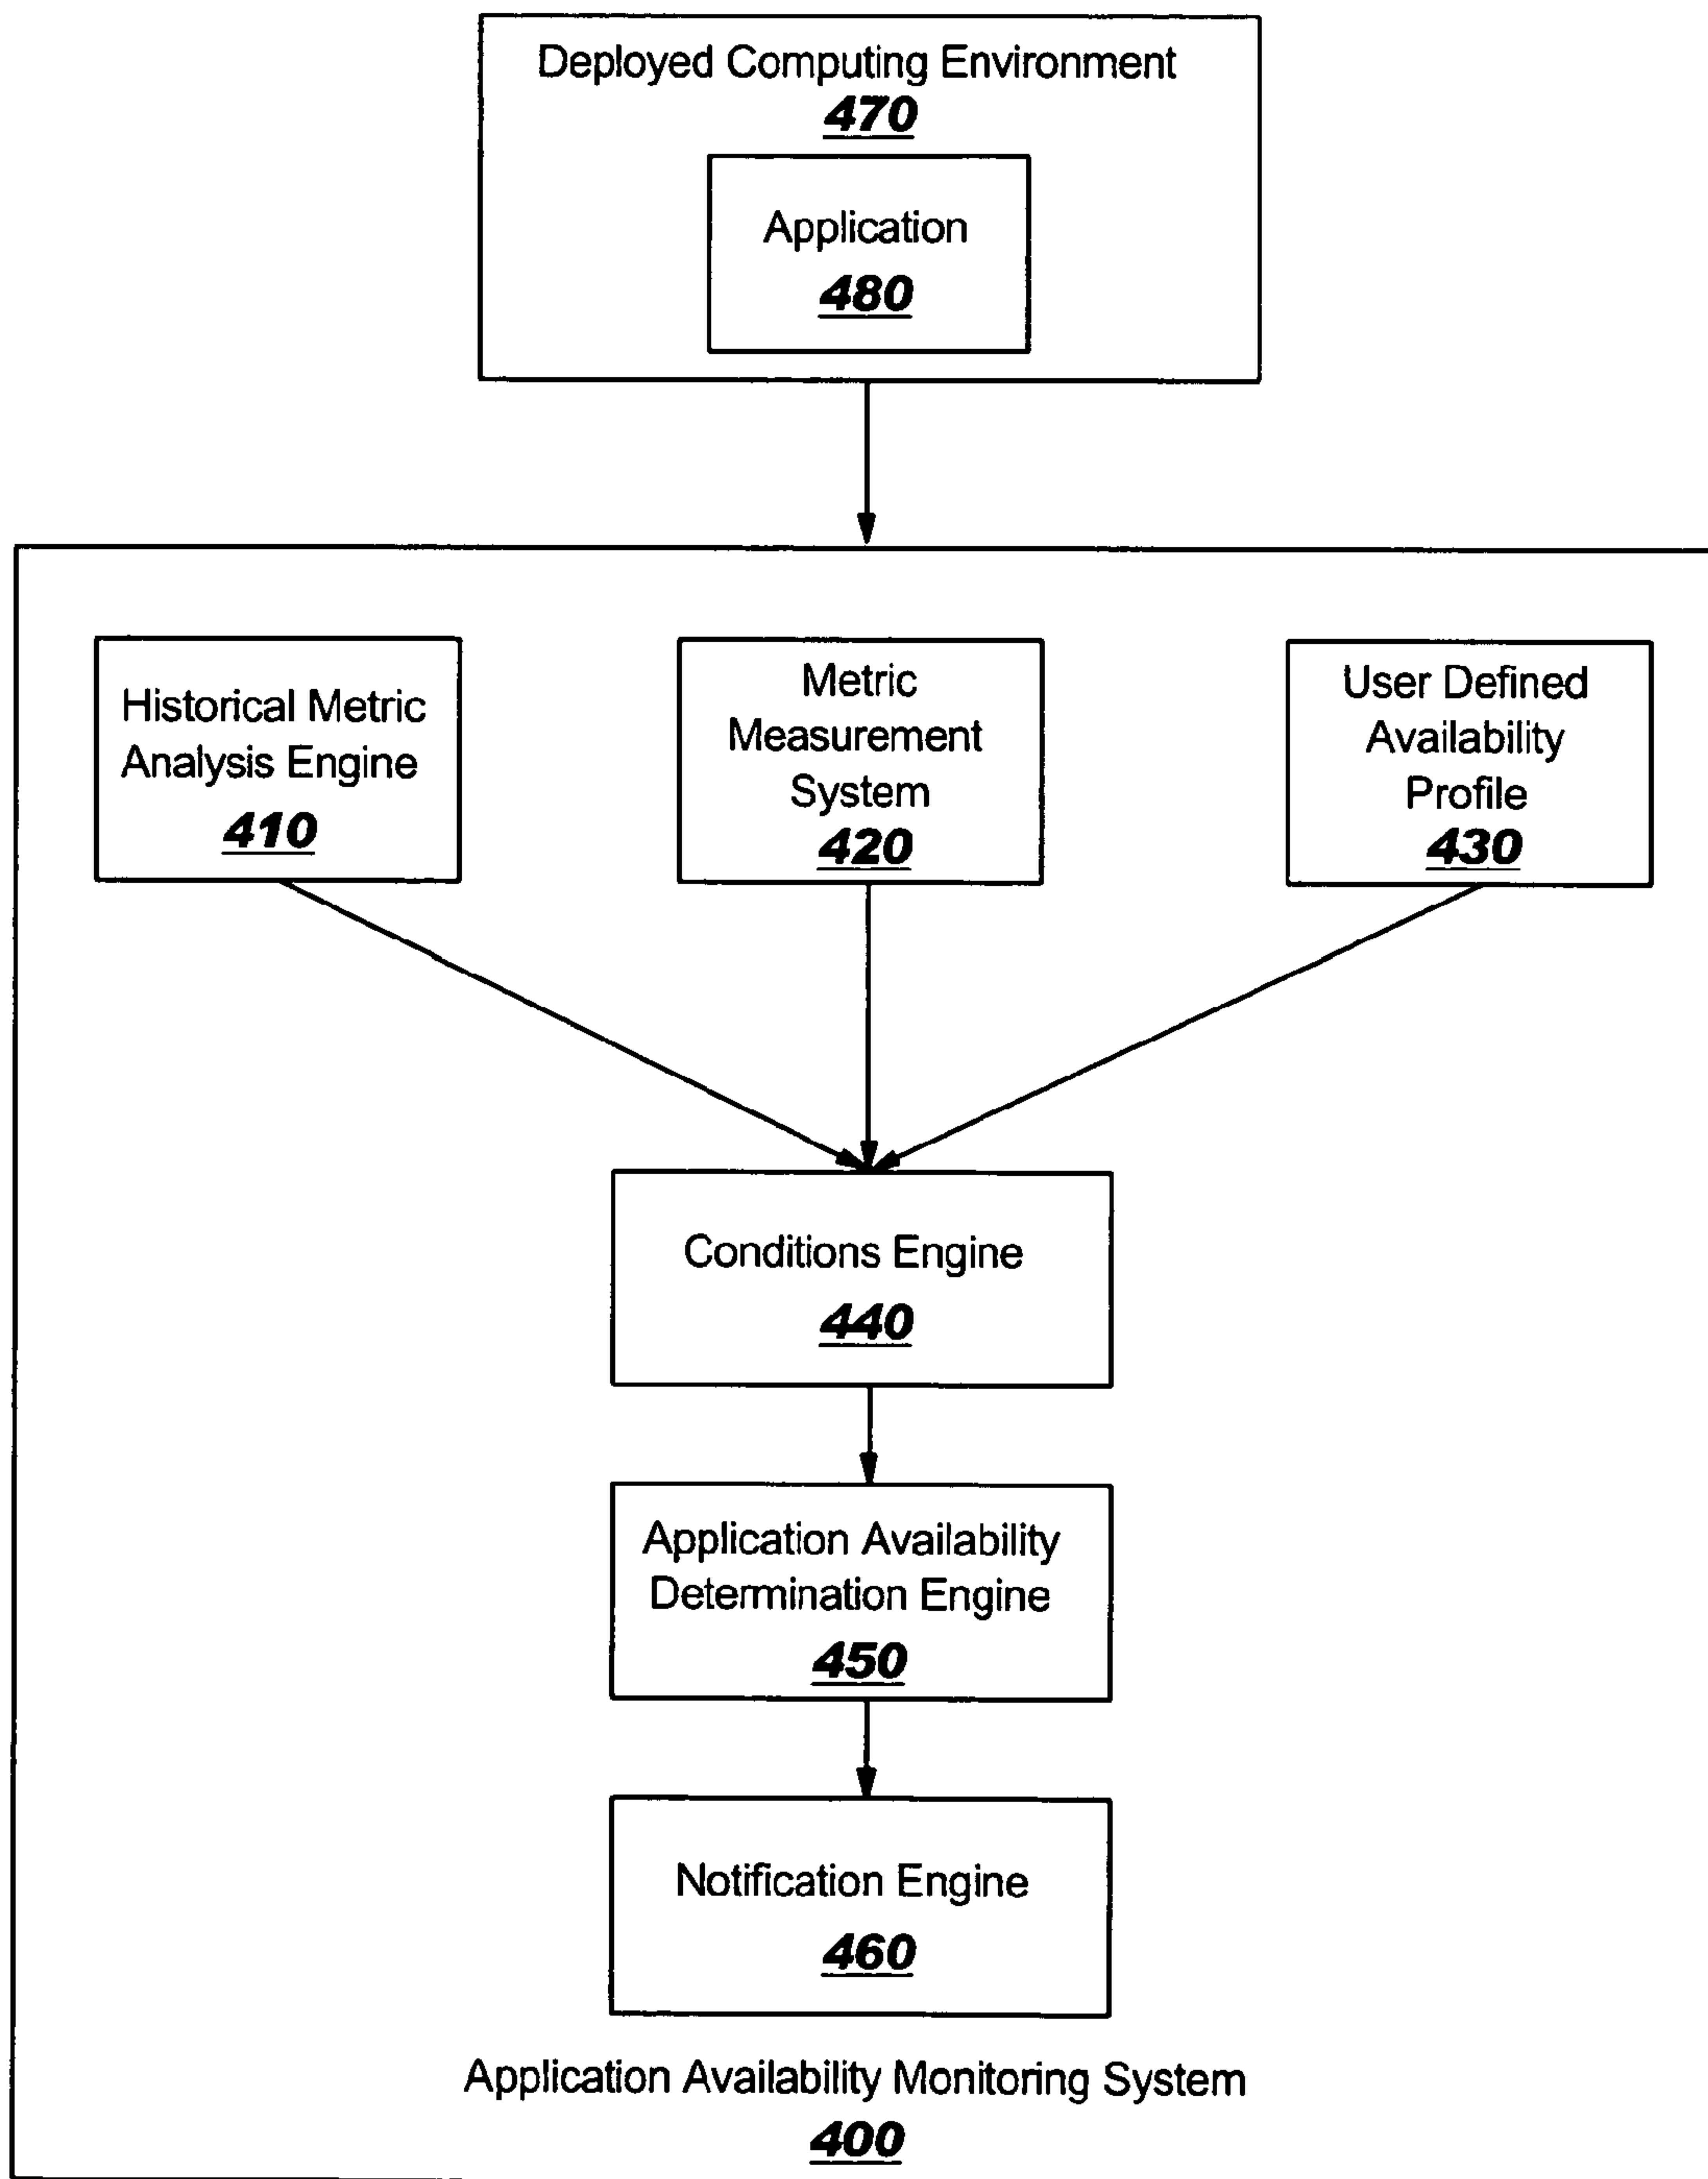 Deployed Computing Environment
470
Application
480
Historical Metric
Analysis Engine
410
Metric
Measurement
System
420
User Defined
Availability
Profile
430
Conditions Engine
440
Application Availability
Determination Engine
450
Notification Engine
460
Application Availability Monitoring System
400